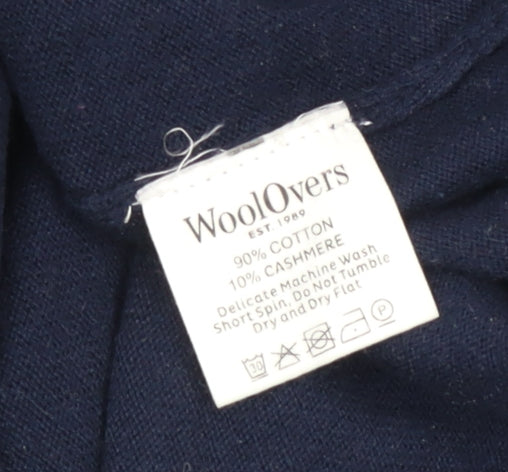 WoolOvers
EST. 1989
90% COTTON
10% CASHMERE
Delicate Machine Wash
Short Spin, Do Not Tumble
Dry and Dry Flat
30 P